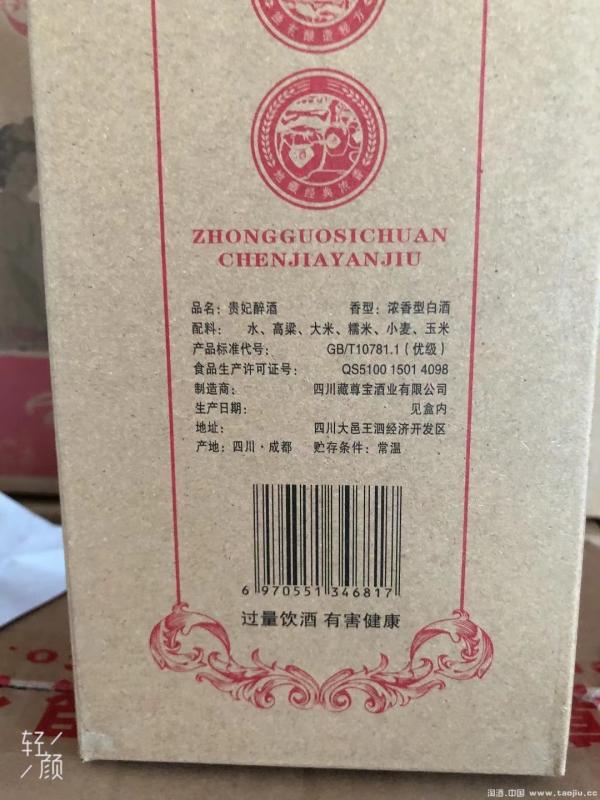 ZHONGGUOSICHUAN
CHENJIAYANJIU
品名：贵妃醉酒 香型：浓香型白酒
配料： 水、高粱、大米、糯米、小麦、玉米
产品标准代号： GB/T10781.1（优级）
食品生产许可证号： QS5100 1501 4098
制造商： 四川藏尊宝酒业有限公司
生产日期： 见盒内
地址： 四川大邑王泗经济开发区
产地：四川·成都 贮存条件：常温
6 970551 346817
过量饮酒 有害健康
轻颜
淘酒.中国 www.taojiu.cc